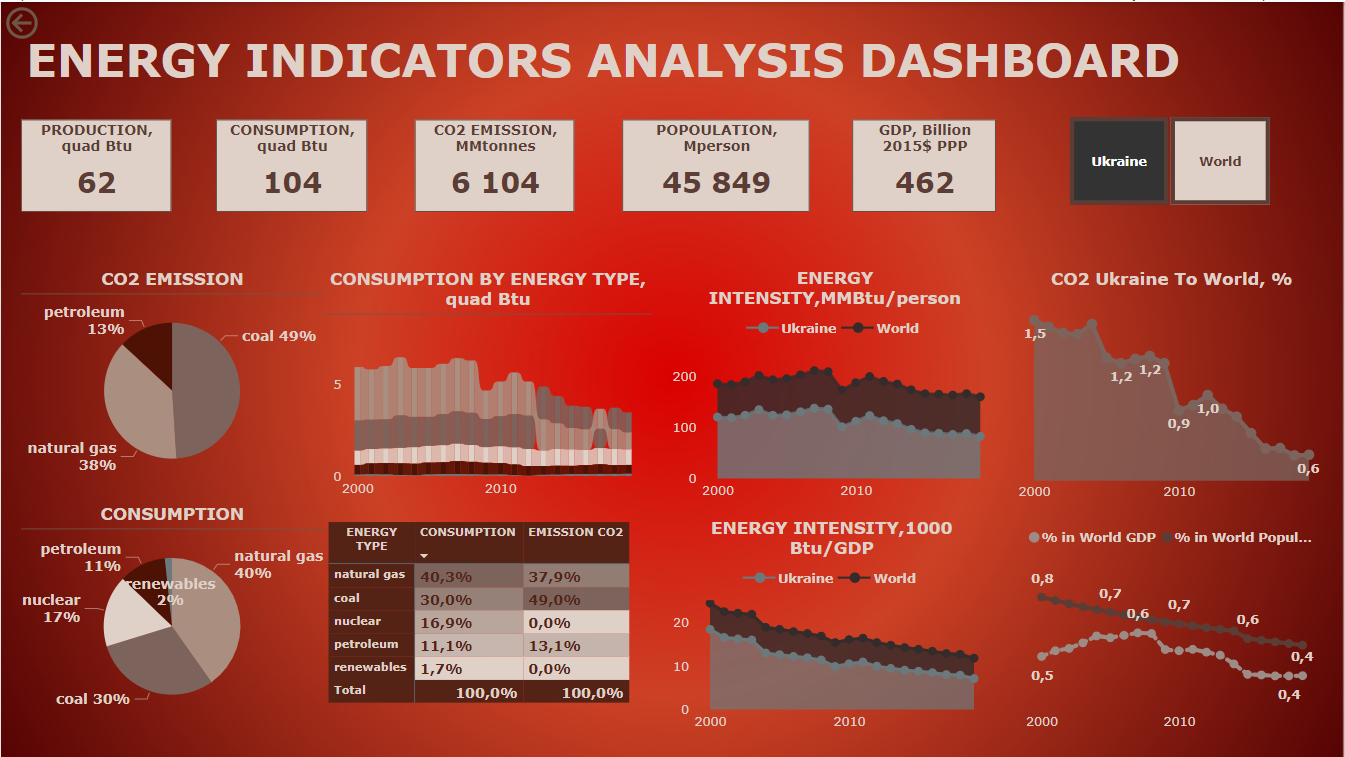 ENERGY INDICATORS ANALYSIS DASHBOARD
PRODUCTION,
quad Btu
62
CONSUMPTION,
quad Btu
104
CO2 EMISSION,
MMtonnes
6 104
POPOULATION,
Mperson
45 849
GDP, Billion
2015$ PPP
462
Ukraine
World
CO2 EMISSION
petroleum
13%
coal 49%
natural gas
38%
CONSUMPTION BY ENERGY TYPE,
quad Btu
5
0
2000
2010
ENERGY
INTENSITY,MMBtu/person
Ukraine
World
200
100
0
2000
2010
CO2 Ukraine To World, %
1,5
1,2
1,2
0,9
1,0
0,6
2000
2010
CONSUMPTION
petroleum
11%
natural gas
40%
renewables
2%
nuclear
17%
coal 30%
ENERGY
TYPE
CONSUMPTION
EMISSION CO2
natural gas 40,3% 37,9%
coal 30,0% 49,0%
nuclear 16,9% 0,0%
petroleum 11,1% 13,1%
renewables 1,7% 0,0%
Total 100,0% 100,0%
ENERGY INTENSITY,1000
Btu/GDP
Ukraine
World
20
10
0
2000
2010
% in World GDP
% in World Popul...
0,8
0,7
0,6
0,7
0,6
0,4
0,5
0,4
2000
2010